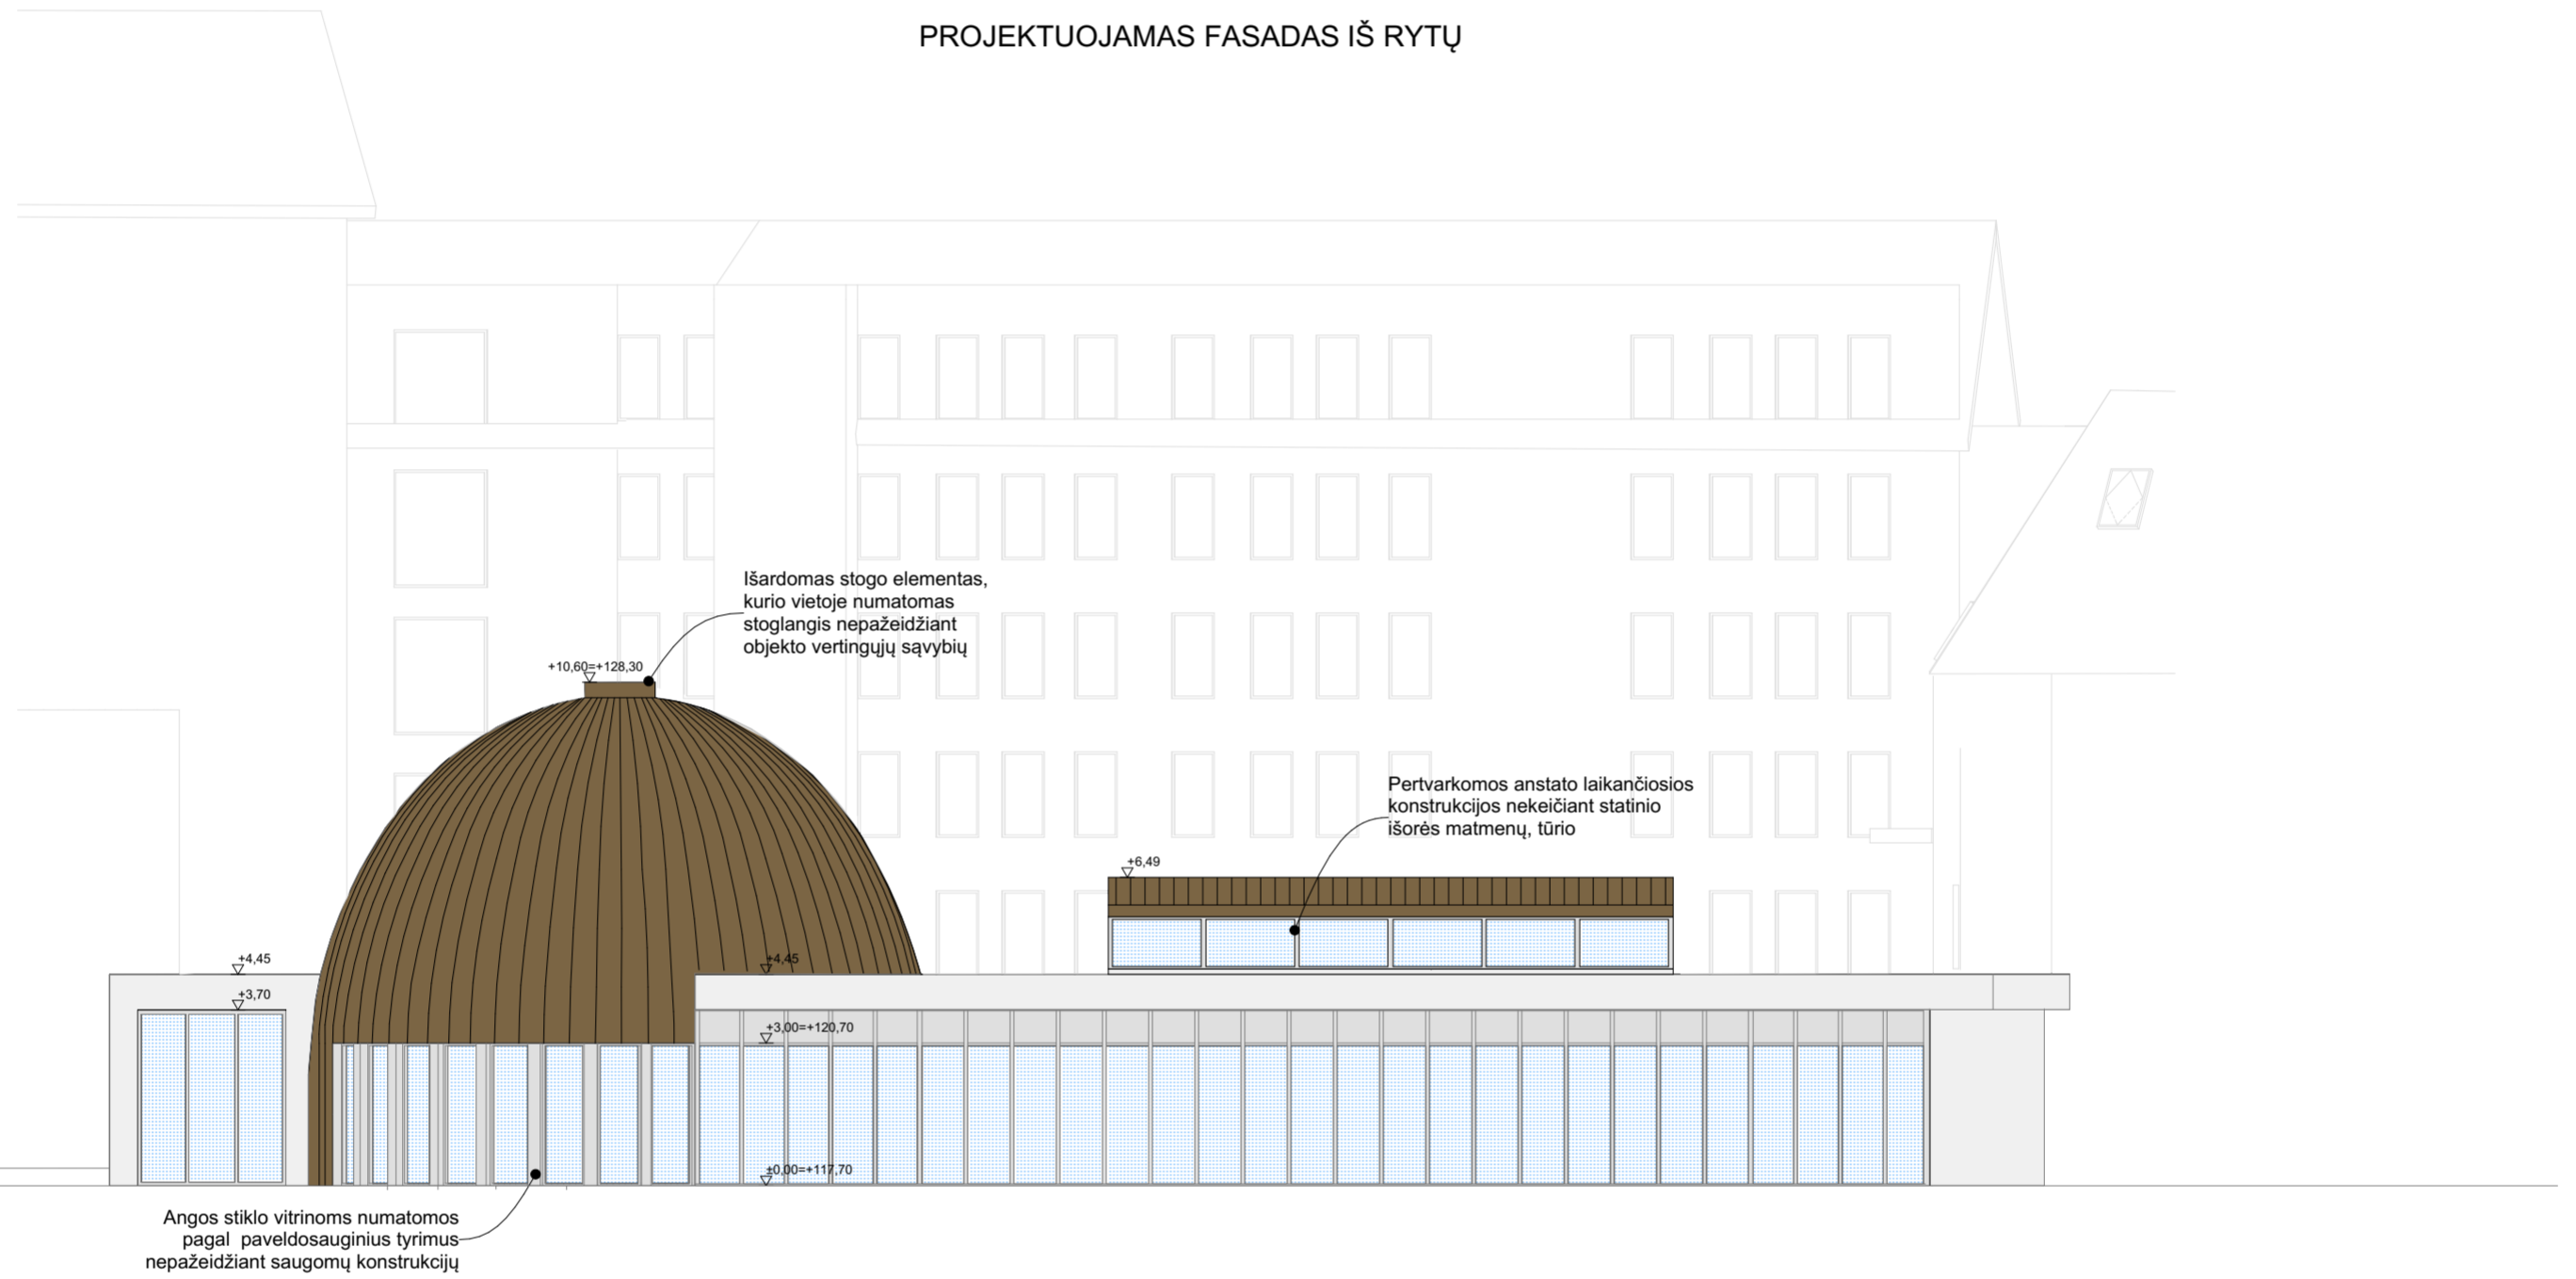 PROJEKTUOJAMAS FASADAS IŠ RYTŲ
Išardomas stogo elementas,
kurio vietoje numatomas
stoglangis nepažeidžiant
objekto vertingųjų sąvybių
+10,60=+128,30
Pertvarkomos anstato laikančiosios
konstrukcijos nekeičiant statinio
išorės matmenų, tūrio
+6,49
+4,45
+4,45
+3,70
+3,00=+120,70
±0,00=+117,70
Angos stiklo vitrinoms numatomos
pagal paveldosauginius tyrimus
nepažeidžiant saugomų konstrukcijų